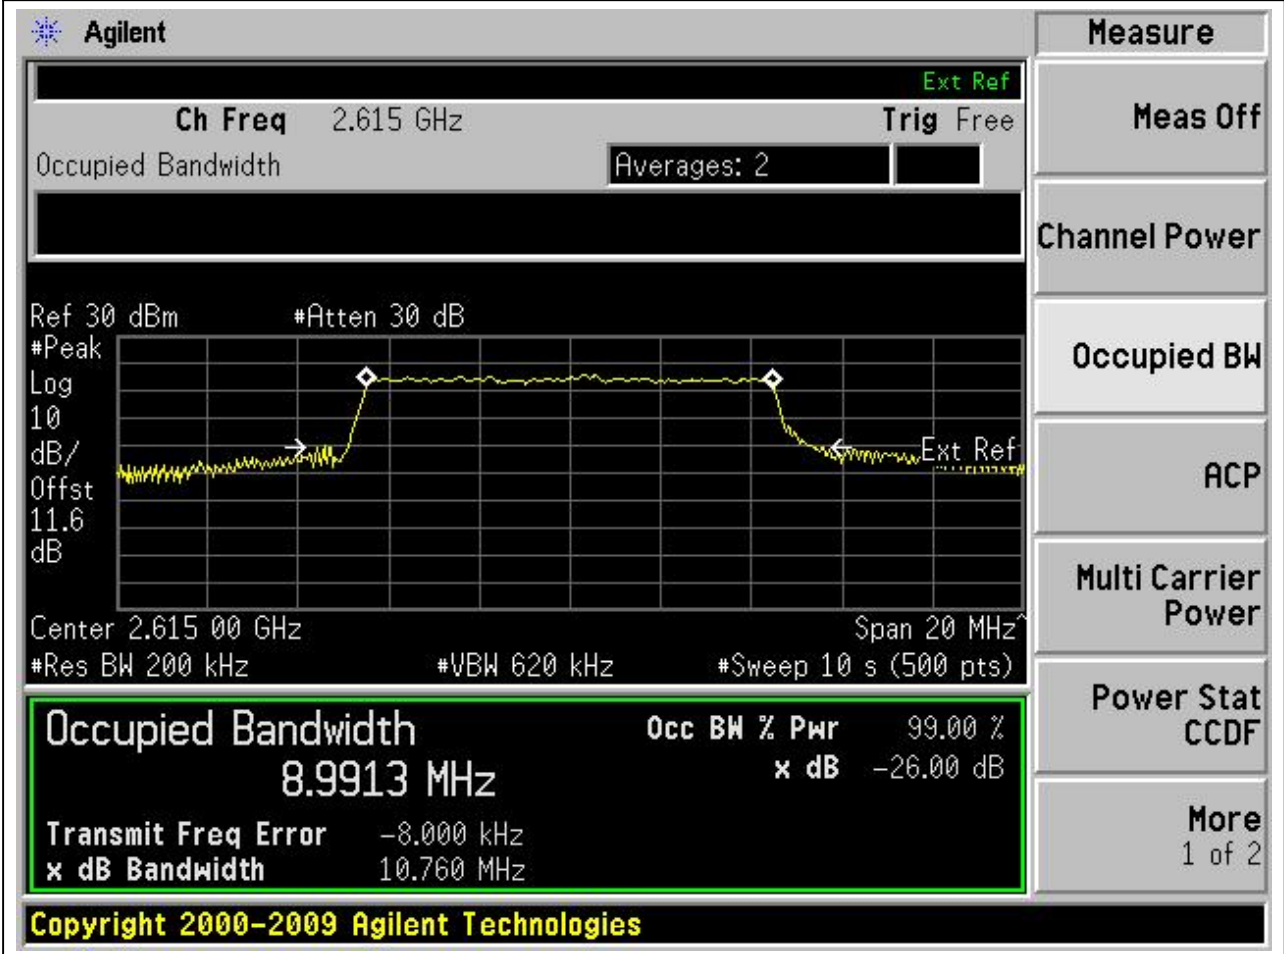 Agilent
Measure
Ext Ref
Ch Freq 2.615 GHz Trig Free
Occupied Bandwidth Averages: 2
Meas Off
Channel Power
Occupied BW
ACP
Multi Carrier
Power
Power Stat
CCDF
More
1 of 2
Ref 30 dBm #Atten 30 dB
#Peak
Log
10
dB/
Offst
11.6
dB
Ext Ref
Center 2.615 00 GHz Span 20 MHz^
#Res BW 200 kHz #VBW 620 kHz #Sweep 10 s (500 pts)
Occupied Bandwidth Occ BW % Pwr 99.00 %
8.9913 MHz x dB -26.00 dB
Transmit Freq Error -8.000 kHz
x dB Bandwidth 10.760 MHz
Copyright 2000-2009 Agilent Technologies